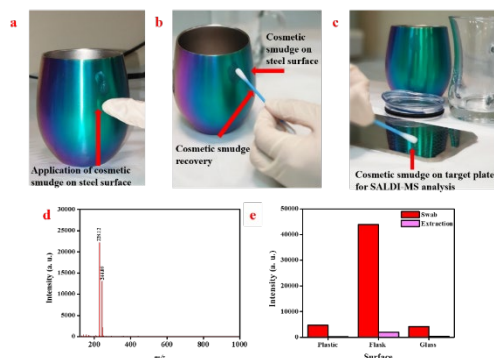 a
Application of cosmetic
smudge on steel surface
b
Cosmetic
smudge on
steel surface
Cosmetic smudge
recovery
c
Cosmetic smudge on target plate
for SALDI-MS analysis
d
Intensity (a. u.)
30000
25000
20000
15000
10000
5000
0
200
400
600
800
1000
m/z
e
Intensity (a. u.)
50000
40000
30000
20000
10000
0
Swab
Extraction
Plastic
Flask
Glass
Surface